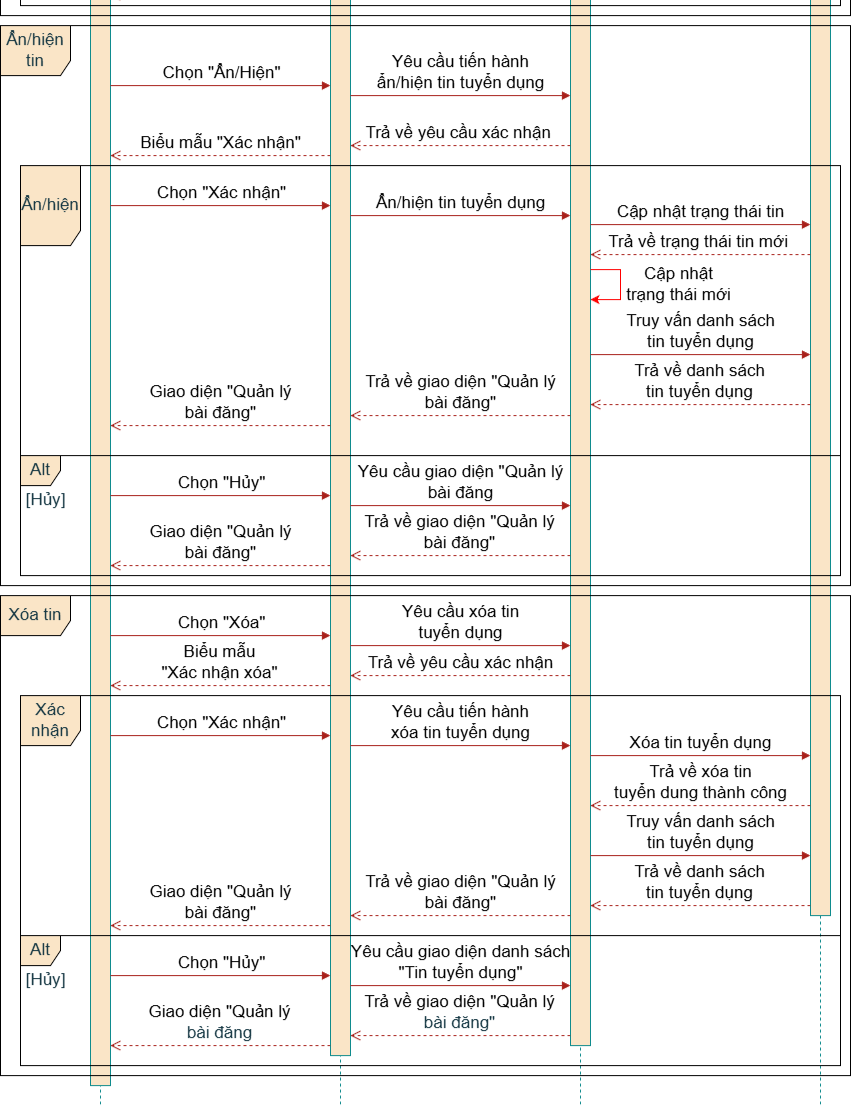 Ẩn/hiện
tin
Chọn "Ẩn/Hiện"
Yêu cầu tiến hành
ẩn/hiện tin tuyển dụng
Trả về yêu cầu xác nhận
Biểu mẫu "Xác nhận"
Ẩn/hiện
Chọn "Xác nhận"
Ẩn/hiện tin tuyển dụng
Cập nhật trạng thái tin
Trả về trạng thái tin mới
Cập nhật
trạng thái mới
Truy vấn danh sách
tin tuyển dụng
Trả về danh sách
tin tuyển dụng
Trả về giao diện "Quản lý
bài đăng"
Giao diện "Quản lý
bài đăng"
Alt
[Hủy]
Chọn "Hủy"
Yêu cầu giao diện "Quản lý
bài đăng
Trả về giao diện "Quản lý
bài đăng"
Giao diện "Quản lý
bài đăng"
Xóa tin
Chọn "Xóa"
Yêu cầu xóa tin
tuyển dụng
Trả về yêu cầu xác nhận
Biểu mẫu
"Xác nhận xóa"
Xác
nhận
Chọn "Xác nhận"
Yêu cầu tiến hành
xóa tin tuyển dụng
Xóa tin tuyển dụng
Trả về xóa tin
tuyển dung thành công
Truy vấn danh sách
tin tuyển dụng
Trả về danh sách
tin tuyển dụng
Trả về giao diện "Quản lý
bài đăng"
Giao diện "Quản lý
bài đăng"
Alt
[Hủy]
Chọn "Hủy"
Yêu cầu giao diện danh sách
"Tin tuyển dụng"
Trả về giao diện "Quản lý
bài đăng"
Giao diện "Quản lý
bài đăng